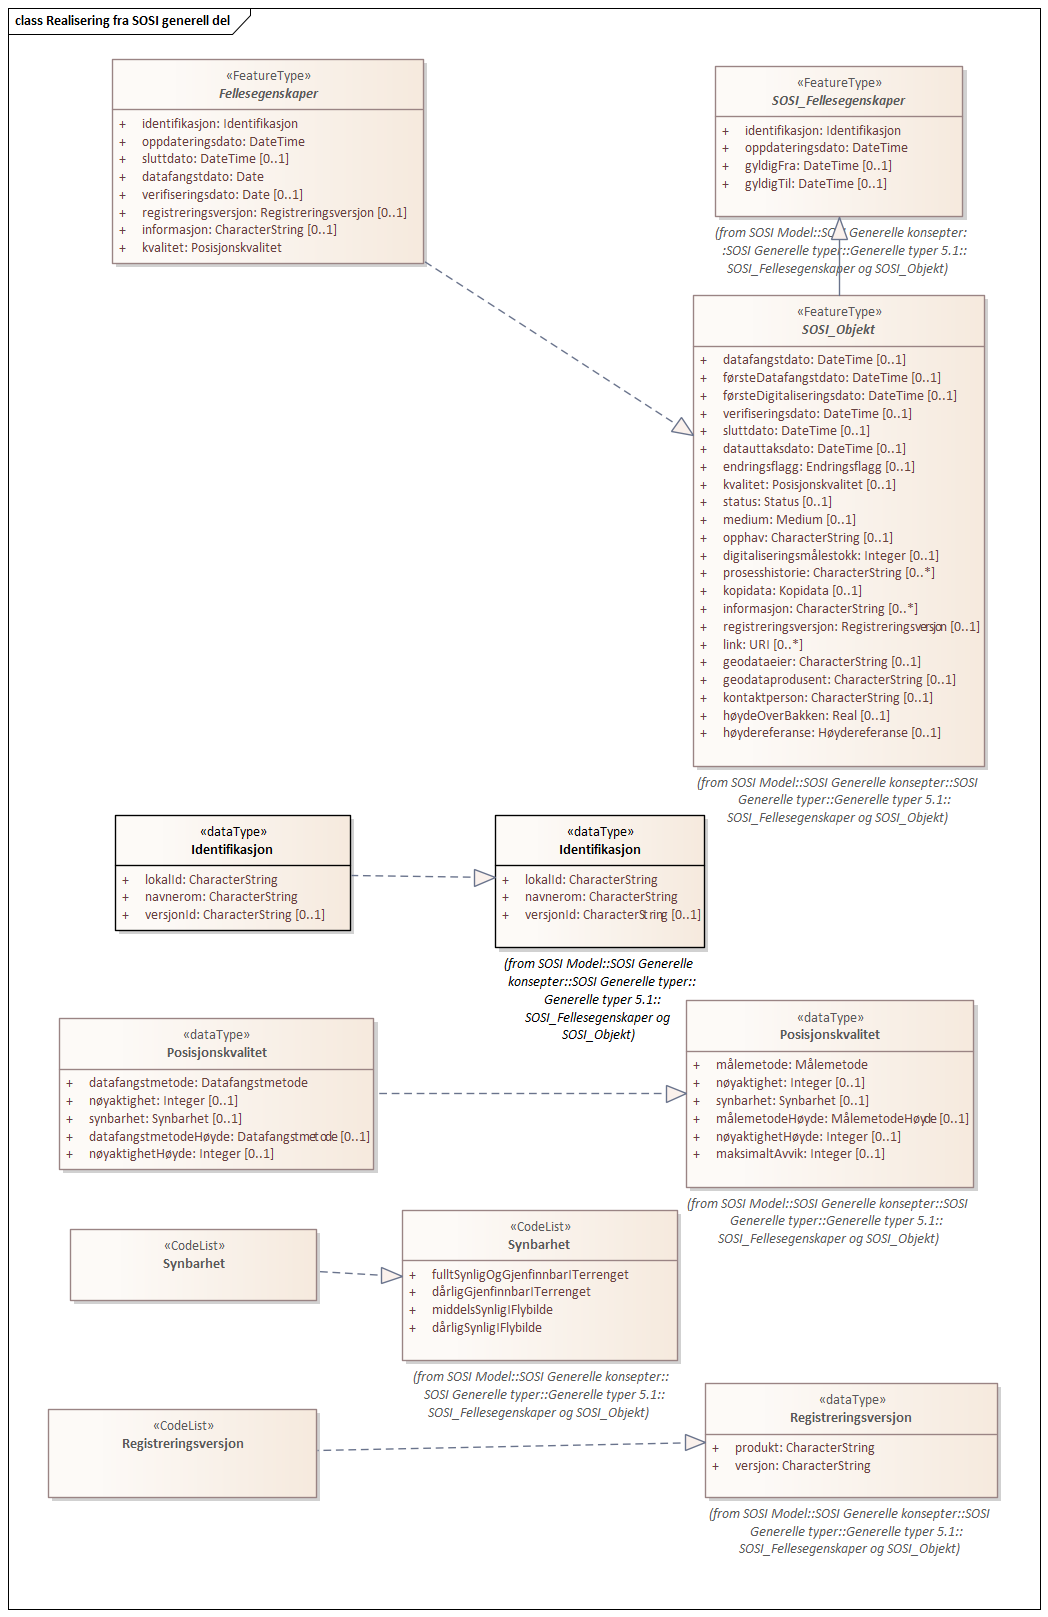 class Realisering fra SOSI generell del
«FeatureType»
Fellesegenskaper
+ identifikasjon: Identifikasjon
+ oppdateringsdato: DateTime
+ sluttdato: DateTime [0..1]
+ datafangstdato: Date
+ verifiseringsdato: Date [0..1]
+ registreringsversjon: Registreringsversjon [0..1]
+ informasjon: CharacterString [0..1]
+ kvalitet: Posisjonskvalitet
«FeatureType»
SOSI_Fellesegenskaper
+ identifikasjon: Identifikasjon
+ oppdateringsdato: DateTime
+ gyldigFra: DateTime [0..1]
+ gyldigTil: DateTime [0..1]
(from SOSI Model::SOSI Generelle konsepter:
:SOSI Generelle typer::Generelle typer 5.1::
SOSI_Fellesegenskaper og SOSI_Objekt)
«FeatureType»
SOSI_Objekt
+ datafangstdato: DateTime [0..1]
+førsteDatafangstdato: DateTime [0..1]
+ førsteDigitaliseringsdato: DateTime [0..1]
+ verifiseringsdato: DateTime [0..1]
+ sluttdato: DateTime [0..1]
+ datauttaksdato: DateTime [0..1]
+ endringsflagg: Endringsflagg [0..1]
+ kvalitet: Posisjonskvalitet [0..1]
+ status: Status [0..1]
+ medium: Medium [0..1]
+ opphav: CharacterString [0..1]
+ digitaliseringsmålestokk: Integer [0..1]
+ prosesshistorie: CharacterString [0..*]
+ kopidata: Kopidata [0..1]
+ informasjon: CharacterString [0..*]
+ registreringsversjon: Registreringsversjon [0..1]
+ link: URI [0..*]
+ geodataeier: CharacterString [0..1]
+ geodataprodusent: CharacterString [0..1]
+ kontaktperson: CharacterString [0..1]
+ høydeOverBakken: Real [0..1]
+ høydereferanse: Høydereferanse [0..1]
(from SOSI Model::SOSI Generelle konsepter::SOSI
Generelle typer::Generelle typer 5.1::
SOSI_Fellesegenskaper og SOSI_Objekt)
«dataType»
Identifikasjon
+ lokalId: CharacterString
+ navnerom: CharacterString
+ versjonId: CharacterString [0..1]
«dataType»
Identifikasjon
+ lokalId: CharacterString
+ navnerom: CharacterString
+ versjonId: CharacterString [0..1]
(from SOSI Model::SOSI Generelle
konsepter::SOSI Generelle typer::
Generelle typer 5.1::
SOSI_Fellesegenskaper og
SOSI_Objekt)
«dataType»
Posisjonskvalitet
+ datafangstmetode: Datafangstmetode
+ nøyaktighet: Integer [0..1]
+ synbarhet: Synbarhet [0..1]
+ datafangstmetodeHøyde: Datafangstmetode [0..1]
+ nøyaktighetHøyde: Integer [0..1]
«dataType»
Posisjonskvalitet
+ målemetode: Målemetode
+ nøyaktighet: Integer [0..1]
+ synbarhet: Synbarhet [0..1]
+ målemetodeHøyde: MålemetodeHøyde [0..1]
+ nøyaktighetHøyde: Integer [0..1]
+ maksimaltAvvik: Integer [0..1]
(from SOSI Model::SOSI Generelle konsepter::SOSI
Generelle typer::Generelle typer 5.1::
SOSI_Fellesegenskaper og SOSI_Objekt)
«CodeList»
Synbarhet
«CodeList»
Synbarhet
+ fulltSynligOgGjenfinnbarITerrenget
+ dårligGjenfinnbarITerrenget
+ middelsSynligIFlybilde
+ dårligSynligIFlybilde
(from SOSI Model::SOSI Generelle konsepter::
SOSI Generelle typer::Generelle typer 5.1::
SOSI_Fellesegenskaper og SOSI_Objekt)
«CodeList»
Registreringsversjon
«dataType»
Registreringsversjon
+ produkt: CharacterString
+ versjon: CharacterString
(from SOSI Model::SOSI Generelle konsepter::SOSI
Generelle typer::Generelle typer 5.1::
SOSI_Fellesegenskaper og SOSI_Objekt)